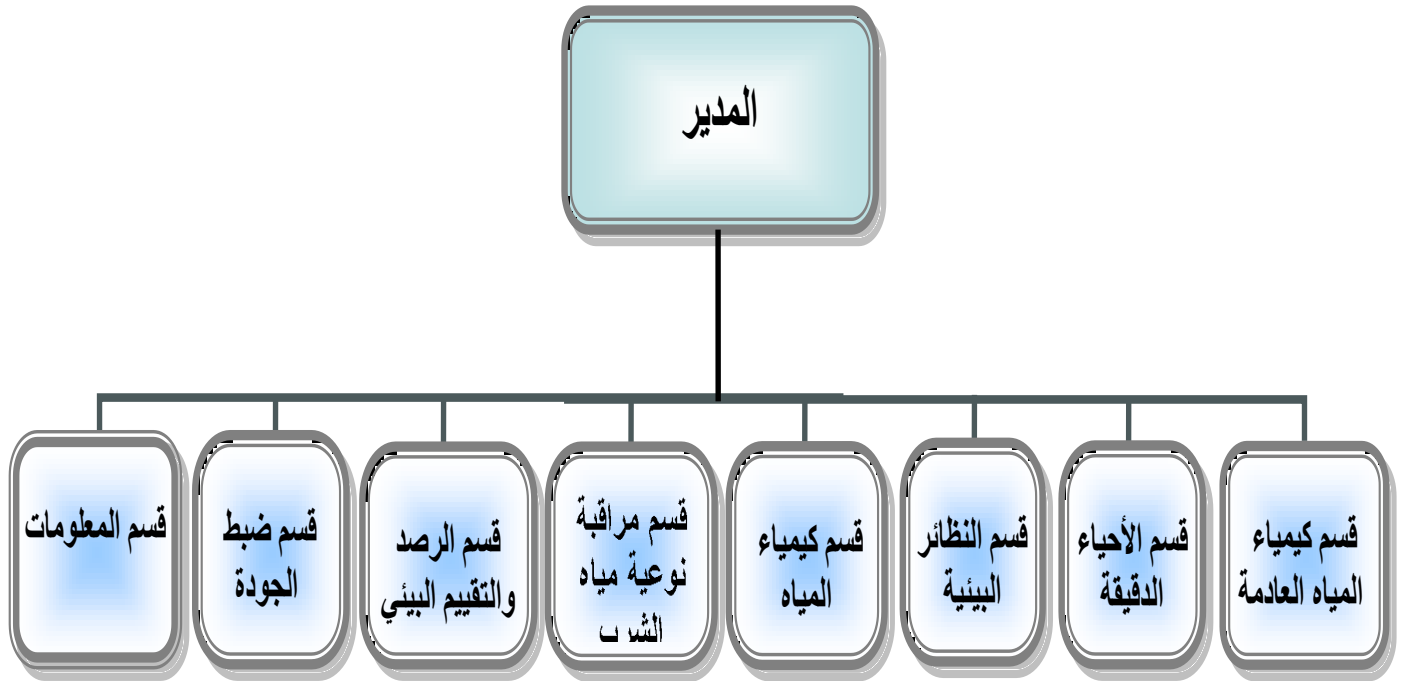 المدير
قسم كيمياء
المياه العادمة
قسم الأحياء
الدقيقة
قسم النظائر
البيئية
قسم كيمياء
المياه
قسم مراقبة
نوعية مياه
الشرب
قسم الرصد
والتقييم البيئي
قسم ضبط
الجودة
قسم المعلومات